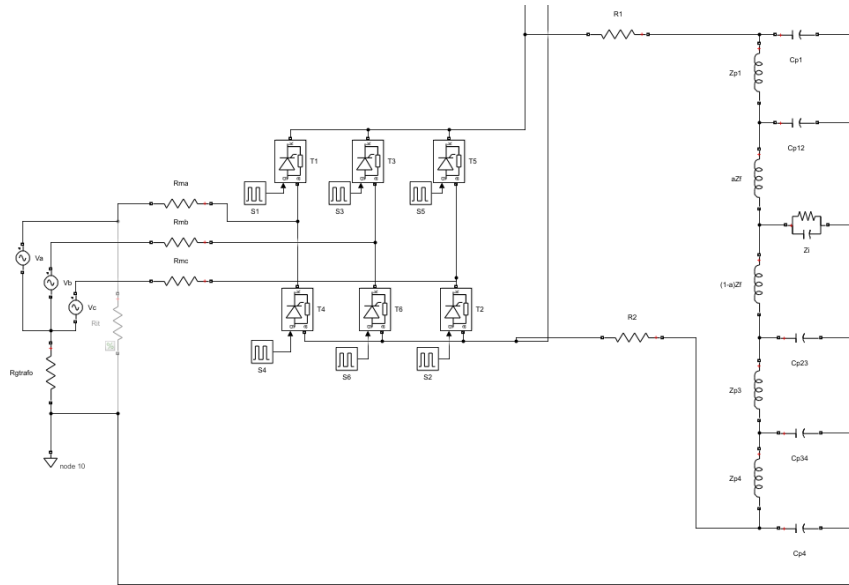 R1
Cp1
Zp1
T1
T3
T5
Cp12
Rma
S1
S3
S5
aZf
Rmb
Va
Zi
Rmc
Vb
(1-a)Zf
Vc
T4
T6
T2
R2
Cp23
S4
S6
S2
Rgtrafo
Zp3
Cp34
node 10
Zp4
Cp4